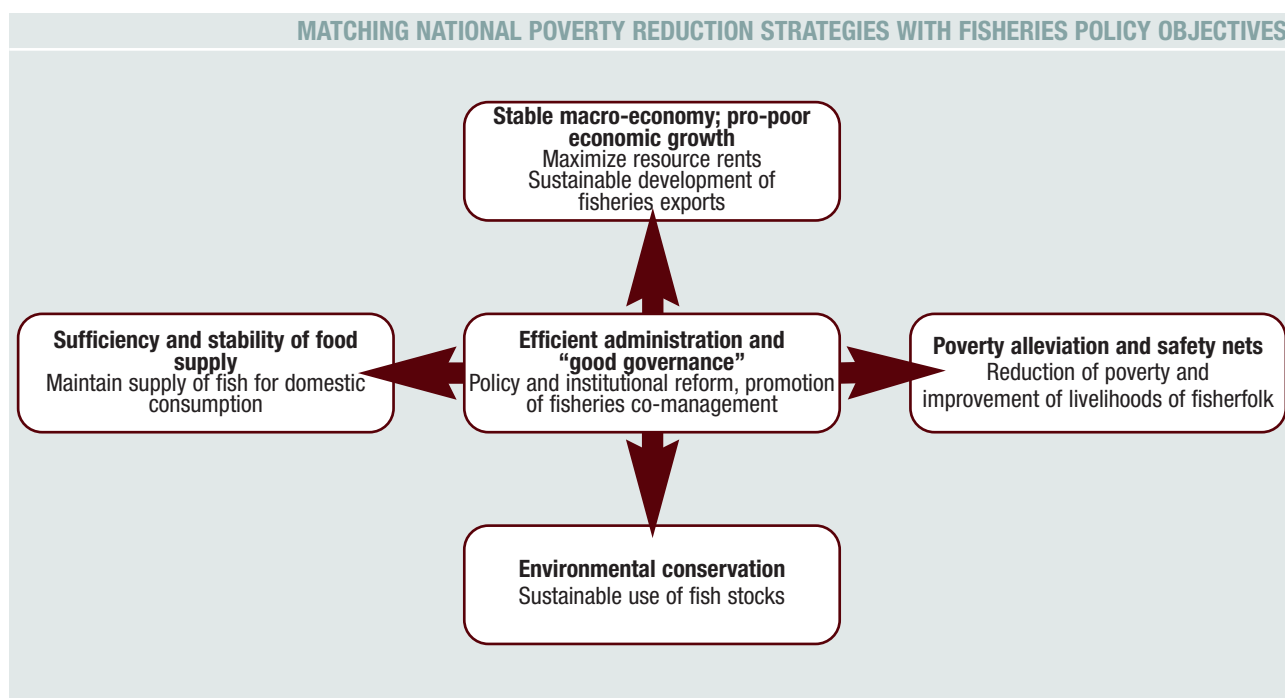 MATCHING NATIONAL POVERTY REDUCTION STRATEGIES WITH FISHERIES POLICY OBJECTIVES
Stable macro-economy; pro-poor
economic growth
Maximize resource rents
Sustainable development of
fisheries exports
Sufficiency and stability of food
supply
Maintain supply of fish for domestic
consumption
Efficient administration and
“good governance”
Policy and institutional reform, promotion
of fisheries co-management
Poverty alleviation and safety nets
Reduction of poverty and
improvement of livelihoods of fisherfolk
Environmental conservation
Sustainable use of fish stocks